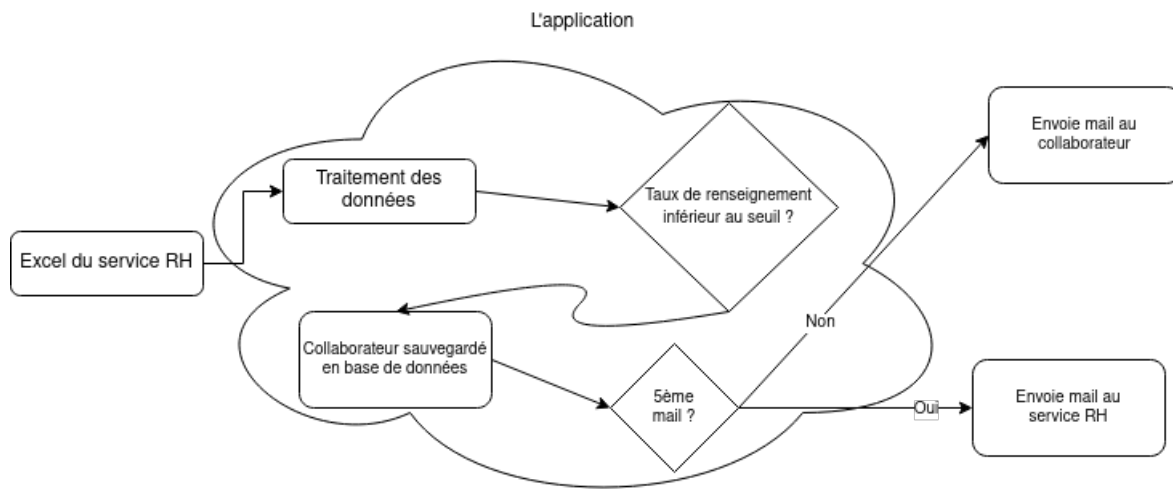 L'application
Excel du service RH
Traitement des
données
Taux de renseignement
inférieur au seuil ?
Collaborateur sauvegardé
en base de données
5ème
mail ?
Non
Envoie mail au
collaborateur
Oui
Envoie mail au
service RH